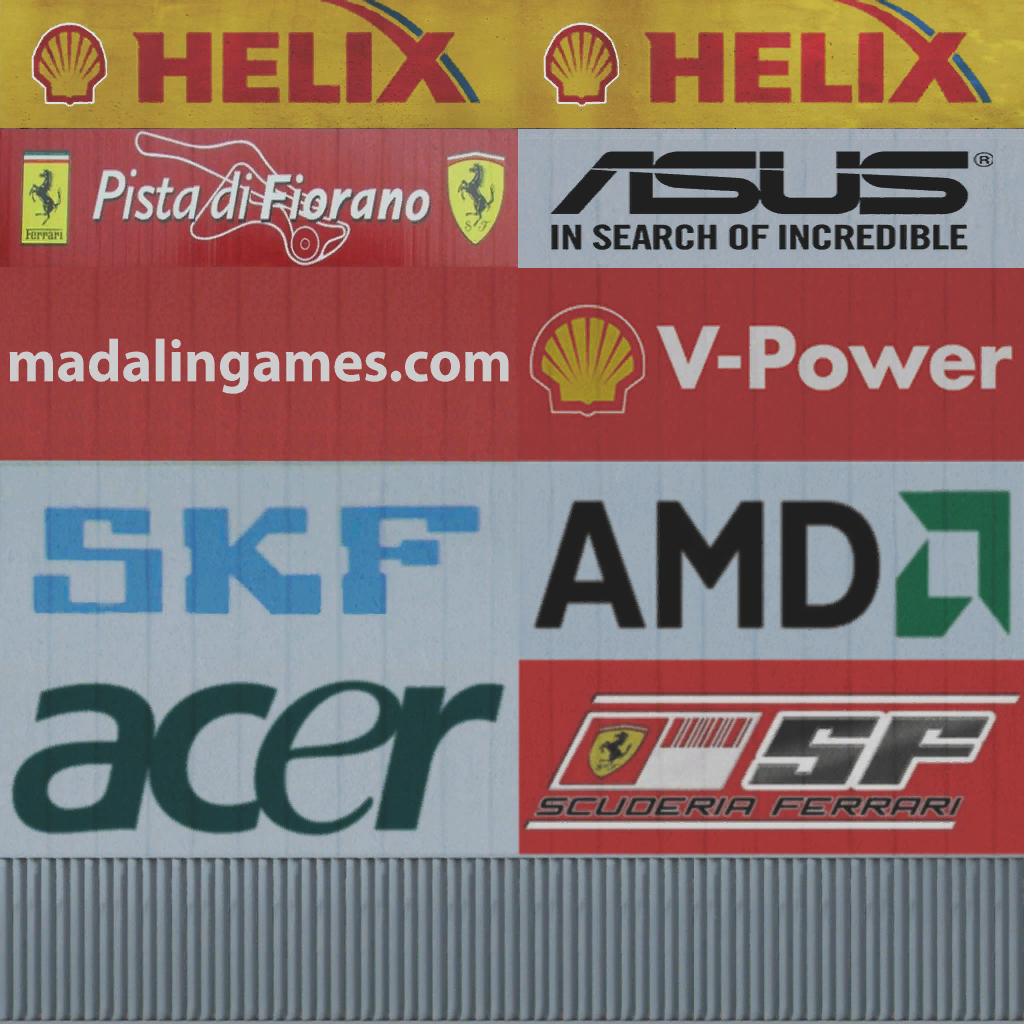 HELIX HELIX
Ferrari
Pista di Fiorano
S F
ASUS®
IN SEARCH OF INCREDIBLE
madalingames.com
V-Power
SKF
AMD
acer
SF
SCUDERIA FERRARI